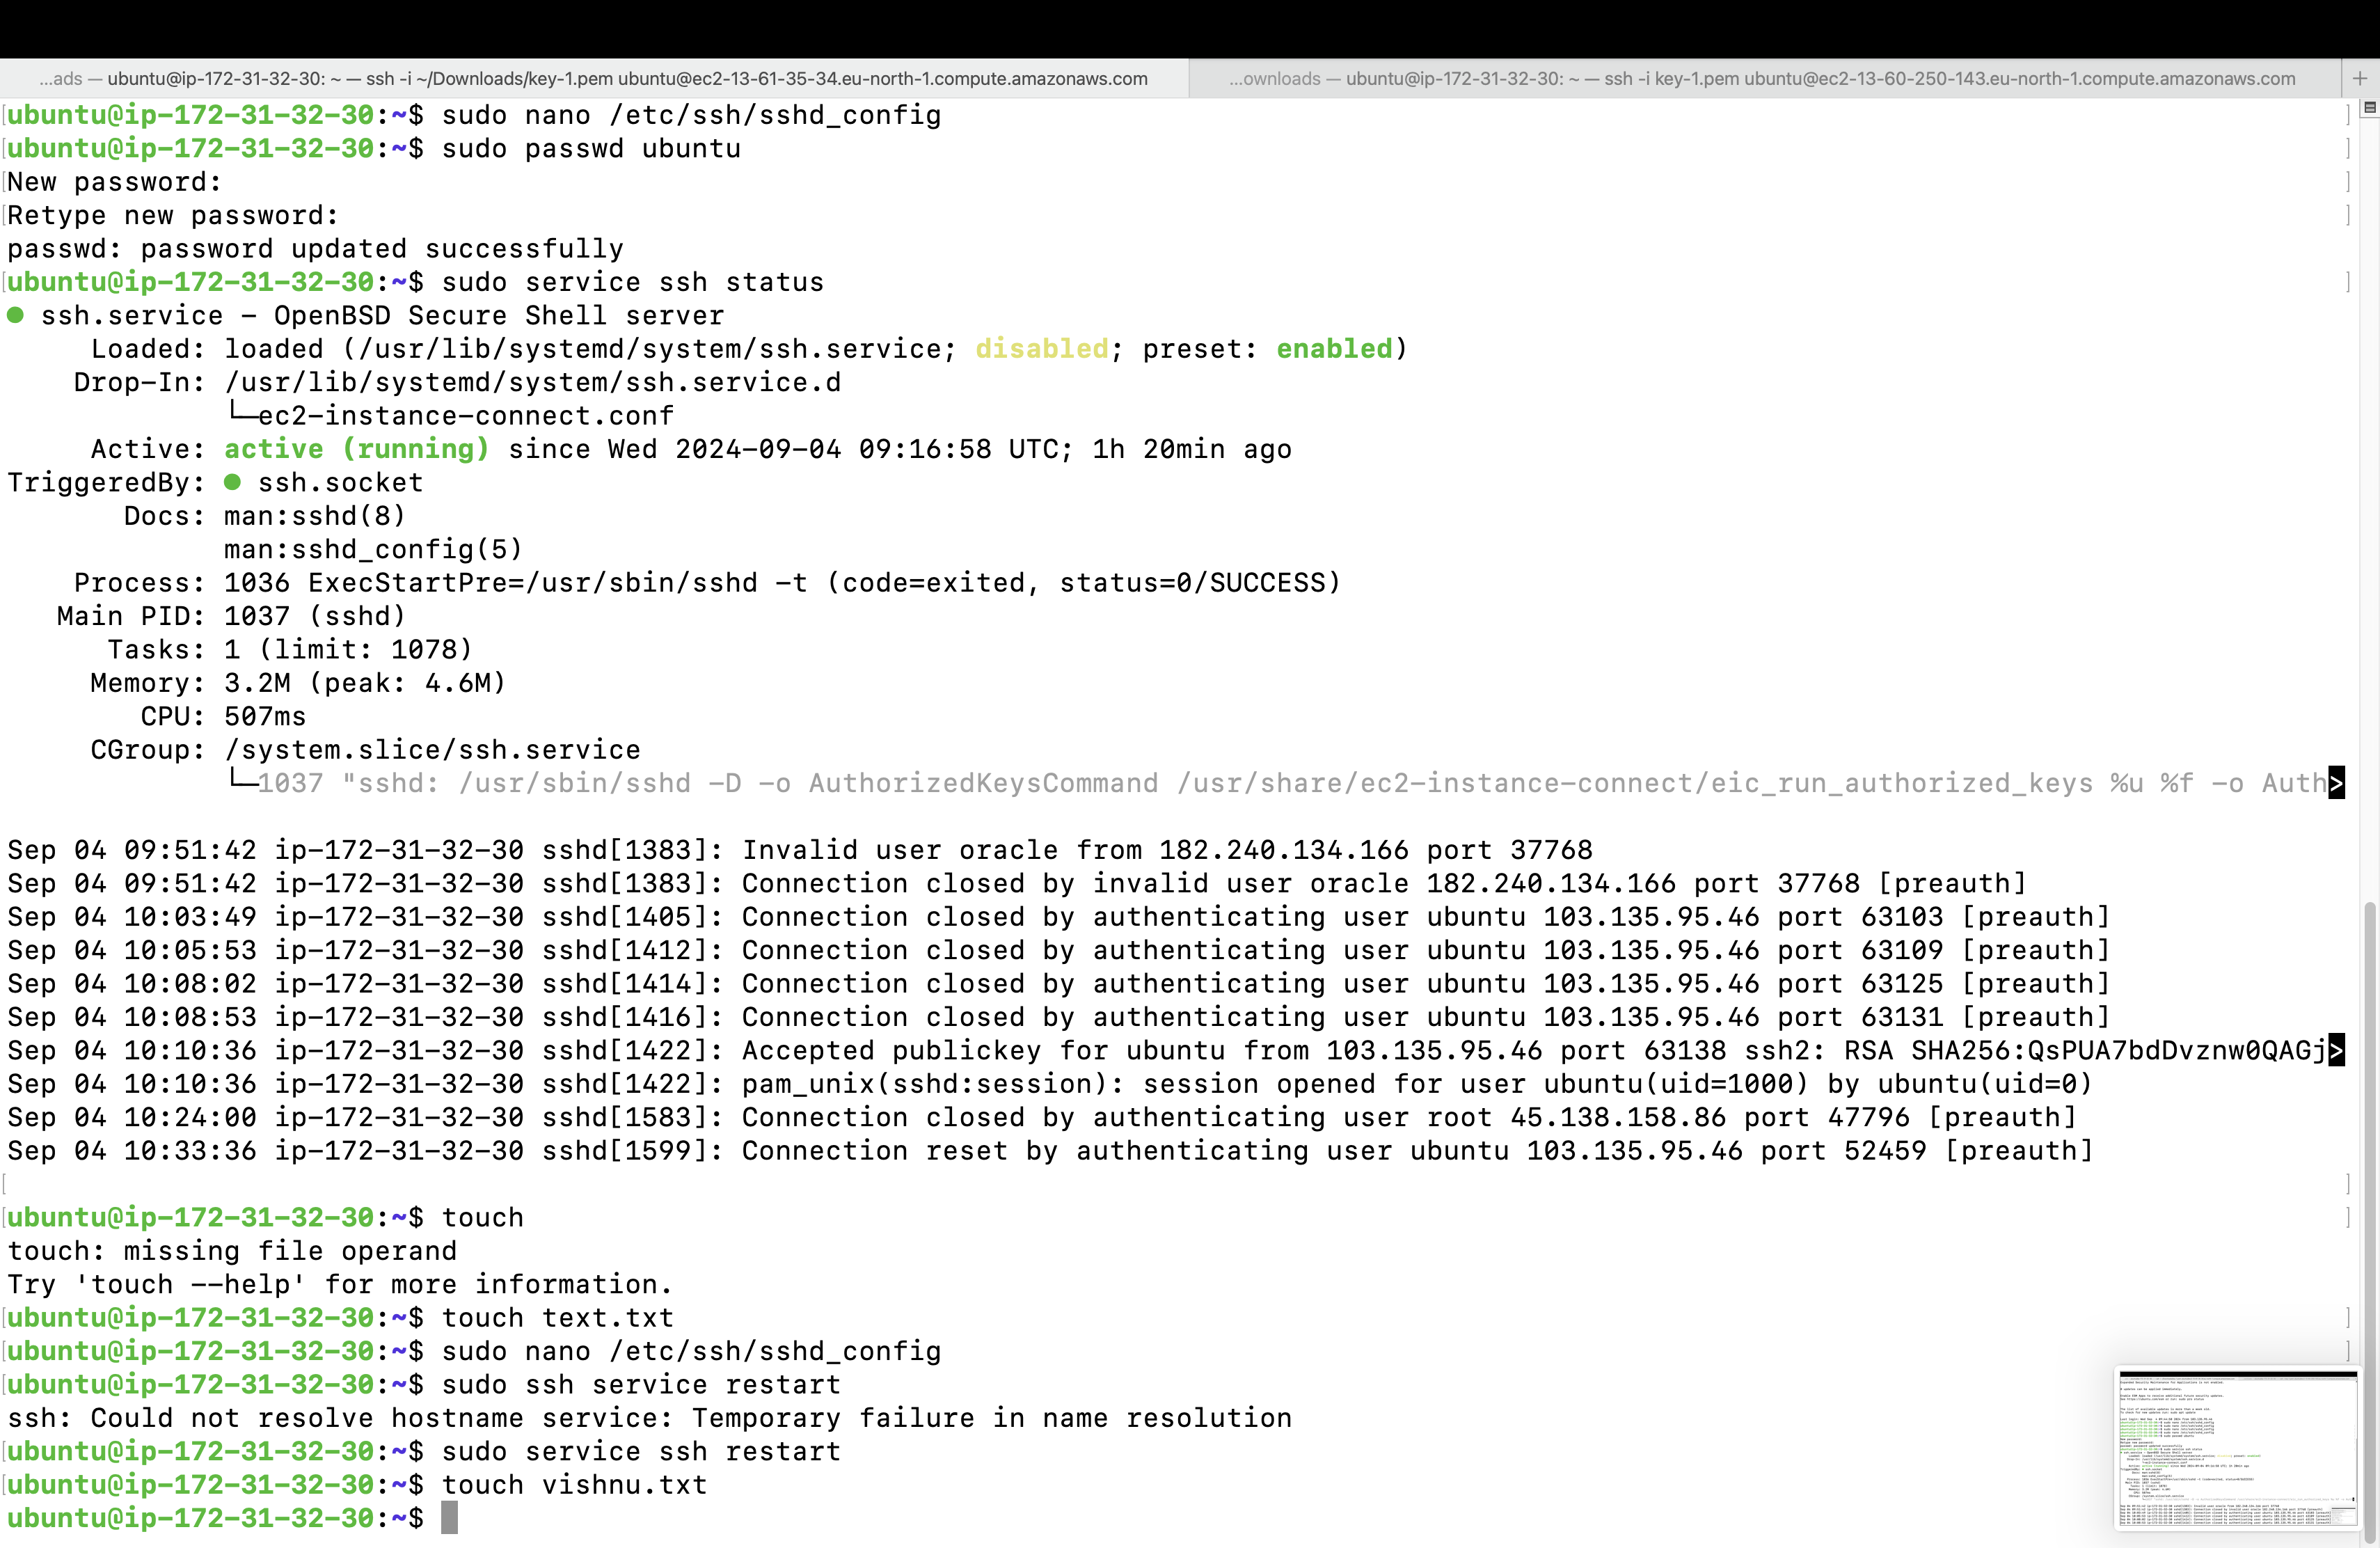 ...ads — ubuntu@ip-172-31-32-30: ~ — ssh -i ~/Downloads/key-1.pem ubuntu@ec2-13-61-35-34.eu-north-1.compute.amazonaws.com
...ownloads — ubuntu@ip-172-31-32-30: ~ — ssh -i key-1.pem ubuntu@ec2-13-60-250-143.eu-north-1.compute.amazonaws.com
ubuntu@ip-172-31-32-30:~$ sudo nano /etc/ssh/sshd_config
ubuntu@ip-172-31-32-30:~$ sudo passwd ubuntu
New password:
Retype new password:
passwd: password updated successfully
ubuntu@ip-172-31-32-30:~$ sudo service ssh status
● ssh.service - OpenBSD Secure Shell server
Loaded: loaded (/usr/lib/systemd/system/ssh.service; disabled; preset: enabled)
Drop-In: /usr/lib/systemd/system/ssh.service.d
└─ec2-instance-connect.conf
Active: active (running) since Wed 2024-09-04 09:16:58 UTC; 1h 20min ago
TriggeredBy: ● ssh.socket
Docs: man:sshd(8)
man:sshd_config(5)
Process: 1036 ExecStartPre=/usr/sbin/sshd -t (code=exited, status=0/SUCCESS)
Main PID: 1037 (sshd)
Tasks: 1 (limit: 1078)
Memory: 3.2M (peak: 4.6M)
CPU: 507ms
CGroup: /system.slice/ssh.service
└─1037 "sshd: /usr/sbin/sshd -D -o AuthorizedKeysCommand /usr/share/ec2-instance-connect/eic_run_authorized_keys %u %f -o Auth>
Sep 04 09:51:42 ip-172-31-32-30 sshd[1383]: Invalid user oracle from 182.240.134.166 port 37768
Sep 04 09:51:42 ip-172-31-32-30 sshd[1383]: Connection closed by invalid user oracle 182.240.134.166 port 37768 [preauth]
Sep 04 10:03:49 ip-172-31-32-30 sshd[1405]: Connection closed by authenticating user ubuntu 103.135.95.46 port 63103 [preauth]
Sep 04 10:05:53 ip-172-31-32-30 sshd[1412]: Connection closed by authenticating user ubuntu 103.135.95.46 port 63109 [preauth]
Sep 04 10:08:02 ip-172-31-32-30 sshd[1414]: Connection closed by authenticating user ubuntu 103.135.95.46 port 63125 [preauth]
Sep 04 10:08:53 ip-172-31-32-30 sshd[1416]: Connection closed by authenticating user ubuntu 103.135.95.46 port 63131 [preauth]
Sep 04 10:10:36 ip-172-31-32-30 sshd[1422]: Accepted publickey for ubuntu from 103.135.95.46 port 63138 ssh2: RSA SHA256:QsPUA7bdDvznw0QAGj>
Sep 04 10:10:36 ip-172-31-32-30 sshd[1422]: pam_unix(sshd:session): session opened for user ubuntu(uid=1000) by ubuntu(uid=0)
Sep 04 10:24:00 ip-172-31-32-30 sshd[1583]: Connection closed by authenticating user root 45.138.158.86 port 47796 [preauth]
Sep 04 10:33:36 ip-172-31-32-30 sshd[1599]: Connection reset by authenticating user ubuntu 103.135.95.46 port 52459 [preauth]
ubuntu@ip-172-31-32-30:~$ touch
touch: missing file operand
Try 'touch --help' for more information.
ubuntu@ip-172-31-32-30:~$ touch text.txt
ubuntu@ip-172-31-32-30:~$ sudo nano /etc/ssh/sshd_config
ubuntu@ip-172-31-32-30:~$ sudo ssh service restart
ssh: Could not resolve hostname service: Temporary failure in name resolution
ubuntu@ip-172-31-32-30:~$ sudo service ssh restart
ubuntu@ip-172-31-32-30:~$ touch vishnu.txt
ubuntu@ip-172-31-32-30:~$